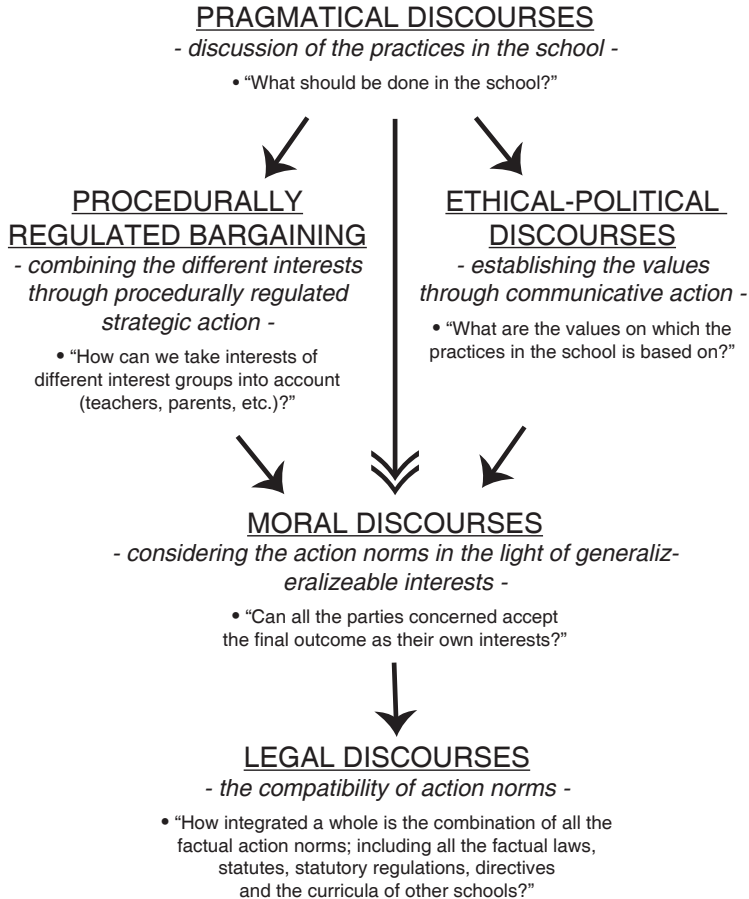 PRAGMATICAL DISCOURSES
- discussion of the practices in the school -
• “What should be done in the school?”
PROCEDURALLY
REGULATED BARGAINING
- combining the different interests
through procedurally regulated
strategic action -
• “How can we take interests of
different interest groups into account
(teachers, parents, etc.)?”
ETHICAL-POLITICAL
DISCOURSES
- establishing the values
through communicative action -
• “What are the values on which the
practices in the school is based on?”
MORAL DISCOURSES
- considering the action norms in the light of generaliz-
eralizeable interests -
• “Can all the parties concerned accept
the final outcome as their own interests?”
LEGAL DISCOURSES
- the compatibility of action norms -
• “How integrated a whole is the combination of all the
factual action norms; including all the factual laws,
statutes, statutory regulations, directives
and the curricula of other schools?”